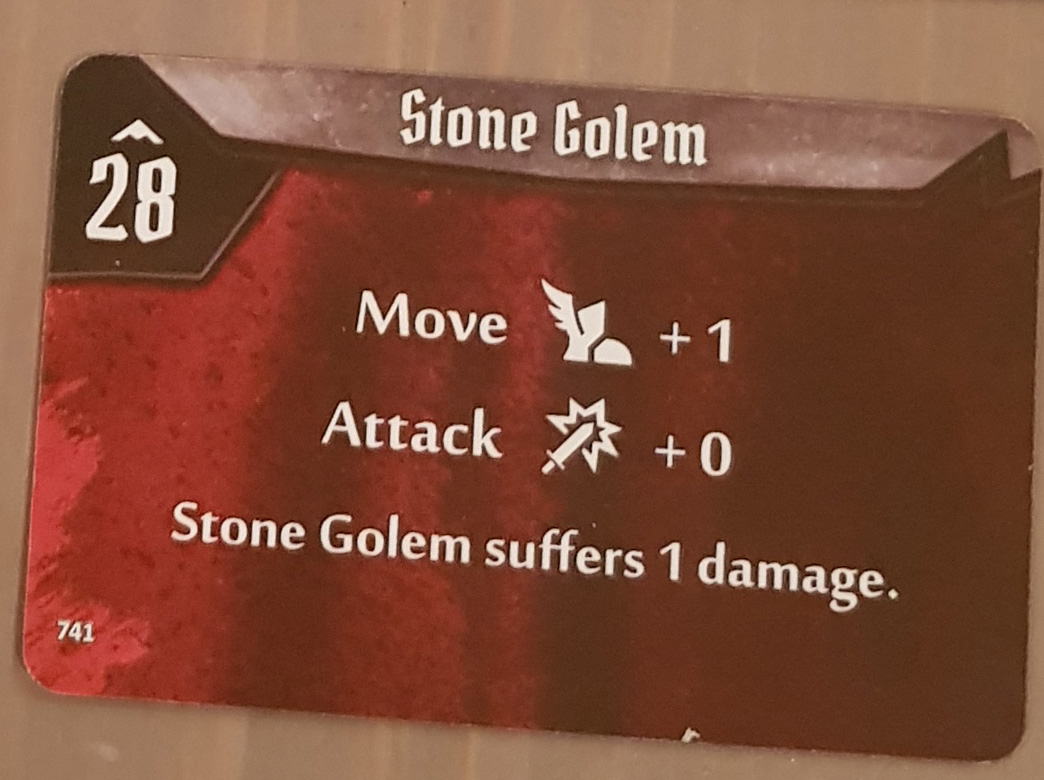 Stone Golem
28
Move + 1
Attack + 0
Stone Golem suffers 1 damage.
741